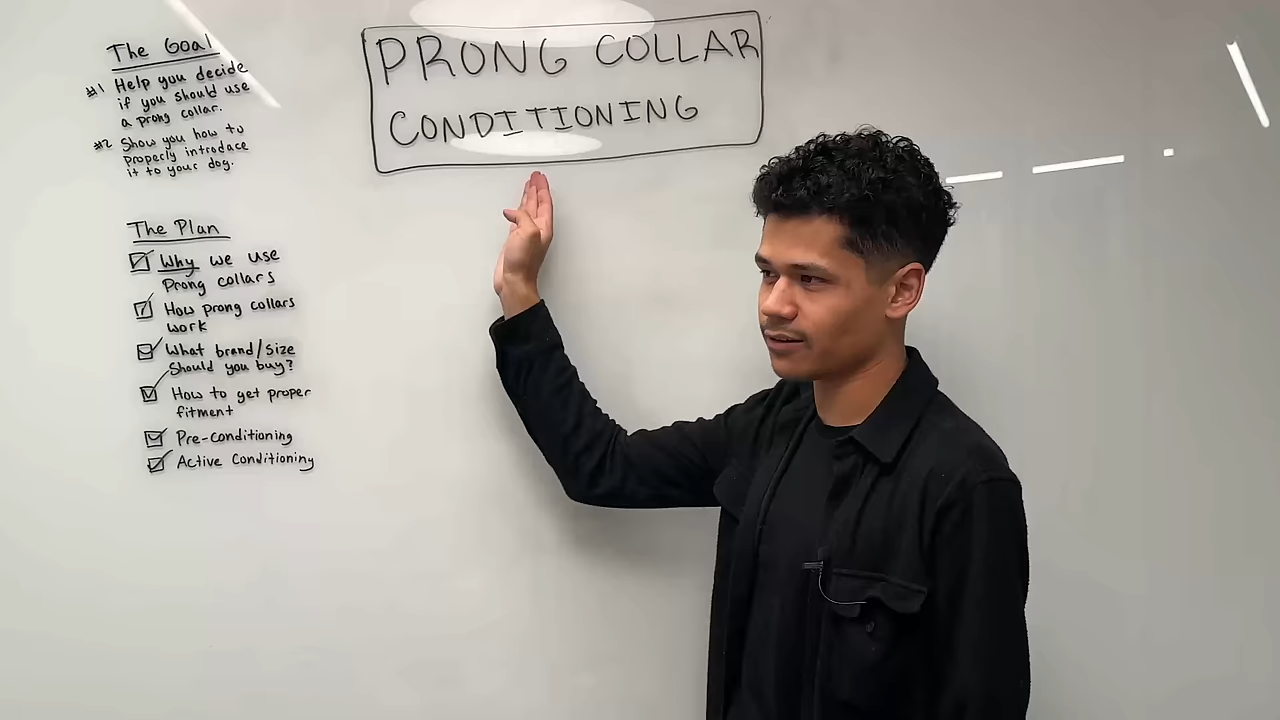 The Goal
#1 Help you decide
if you should use
a prong collar.
#2 Show you how to
properly introduce
it to your dog.
The Plan
Why we use
Prong collars
How prong collars
work
What brand/size
should you buy?
How to get proper
fitment
Pre-conditioning
Active Conditioning
PRONG COLLAR
CONDITIONING